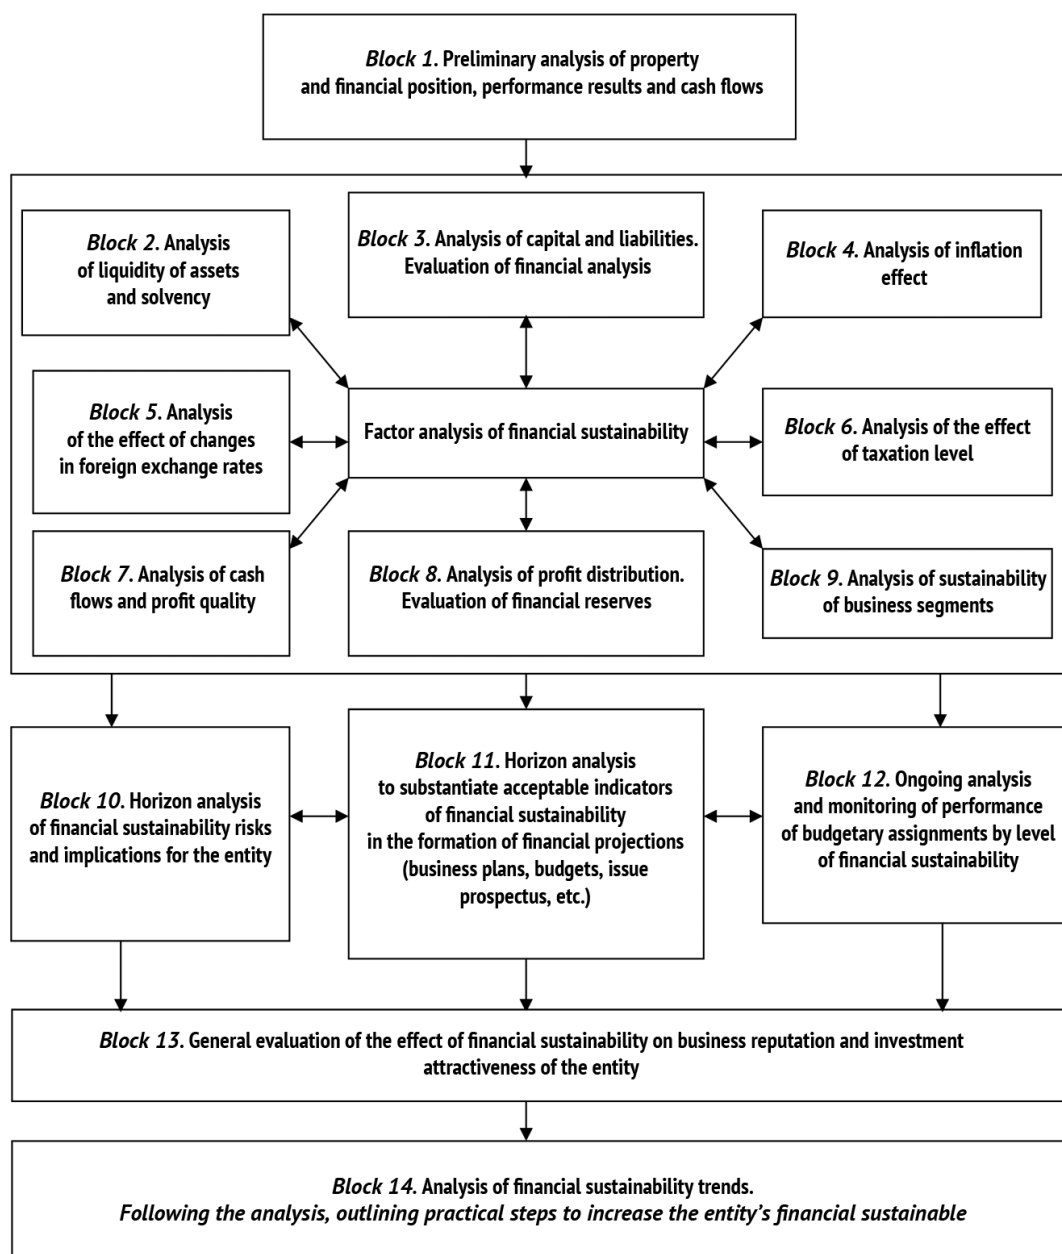 Block 1. Preliminary analysis of property
and financial position, performance results and cash flows
Block 2. Analysis
of liquidity of assets
and solvency
Block 3. Analysis of capital and liabilities.
Evaluation of financial analysis
Block 4. Analysis of inflation
effect
Block 5. Analysis
of the effect of changes
in foreign exchange rates
Factor analysis of financial sustainability
Block 6. Analysis of the effect
of taxation level
Block 7. Analysis of cash
flows and profit quality
Block 8. Analysis of profit distribution.
Evaluation of financial reserves
Block 9. Analysis of sustainability
of business segments
Block 10. Horizon analysis
of financial sustainability risks
and implications for the entity
Block 11. Horizon analysis
to substantiate acceptable indicators
of financial sustainability
in the formation of financial projections
(business plans, budgets, issue
prospectus, etc.)
Block 12. Ongoing analysis
and monitoring of performance
of budgetary assignments by level
of financial sustainability
Block 13. General evaluation of the effect of financial sustainability on business reputation and investment
attractiveness of the entity
Block 14. Analysis of financial sustainability trends.
Following the analysis, outlining practical steps to increase the entity’s financial sustainable